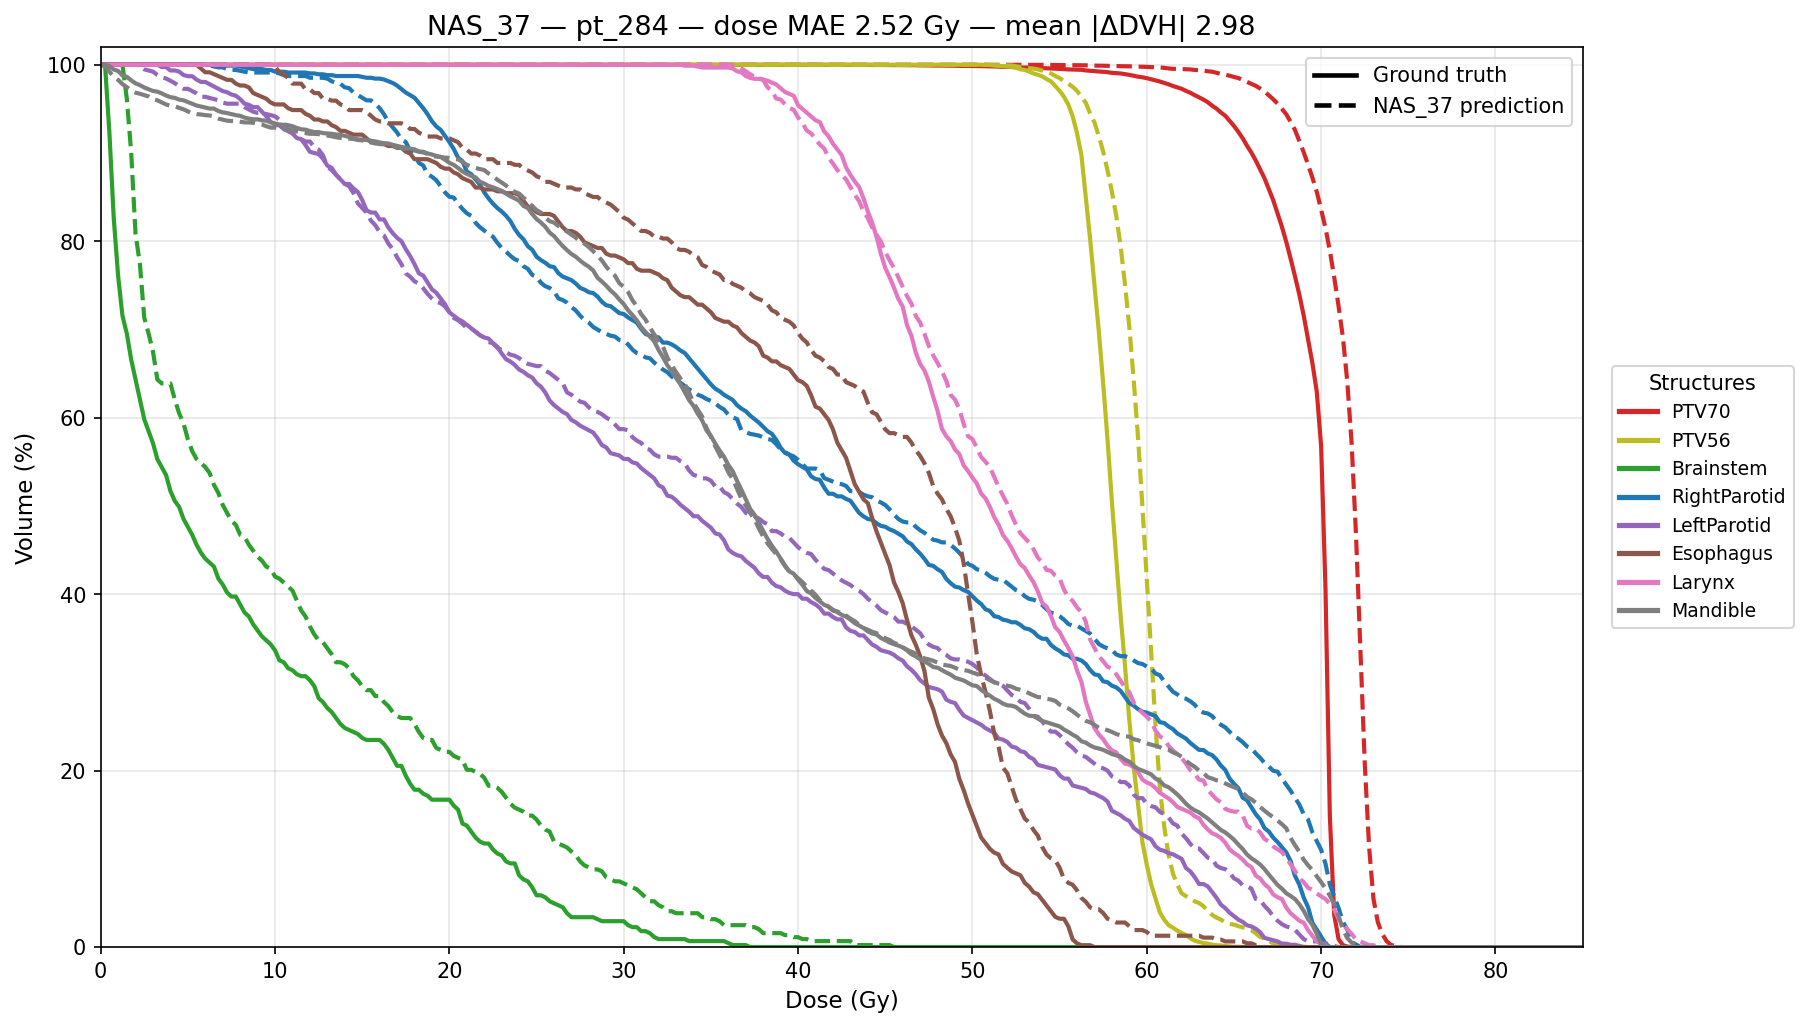 NAS_37 — pt_284 — dose MAE 2.52 Gy — mean |ΔDVH| 2.98
Ground truth
NAS_37 prediction
Structures
PTV70
PTV56
Brainstem
RightParotid
LeftParotid
Esophagus
Larynx
Mandible
Volume (%)
100
80
60
40
20
0
0 10 20 30 40 50 60 70 80
Dose (Gy)